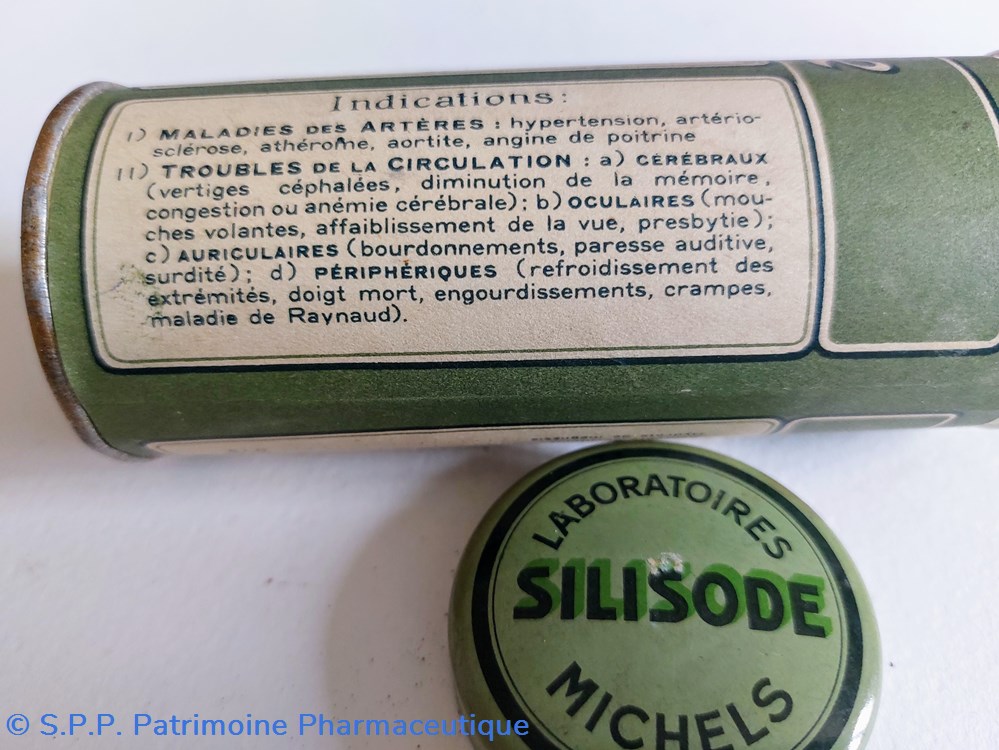 Indications:
I) MALADIES DES ARTÈRES : hypertension, artério-
sclérose, athérome, aortite, angine de poitrine
II) TROUBLES DE LA CIRCULATION : a) CÉRÉBRAUX
(vertiges céphalées, diminution de la mémoire,
congestion ou anémie cérébrale); b) OCULAIRES (mou-
ches volantes, affaiblissement de la vue, presbytie);
c) AURICULAIRES (bourdonnements, paresse auditive,
surdité); d) PÉRIPHÉRIQUES (refroidissement des
extrémités, doigt mort, engourdissements, crampes,
maladie de Raynaud).
LABORATOIRES
SILISODE
MICHELS
© S.P.P. Patrimoine Pharmaceutique